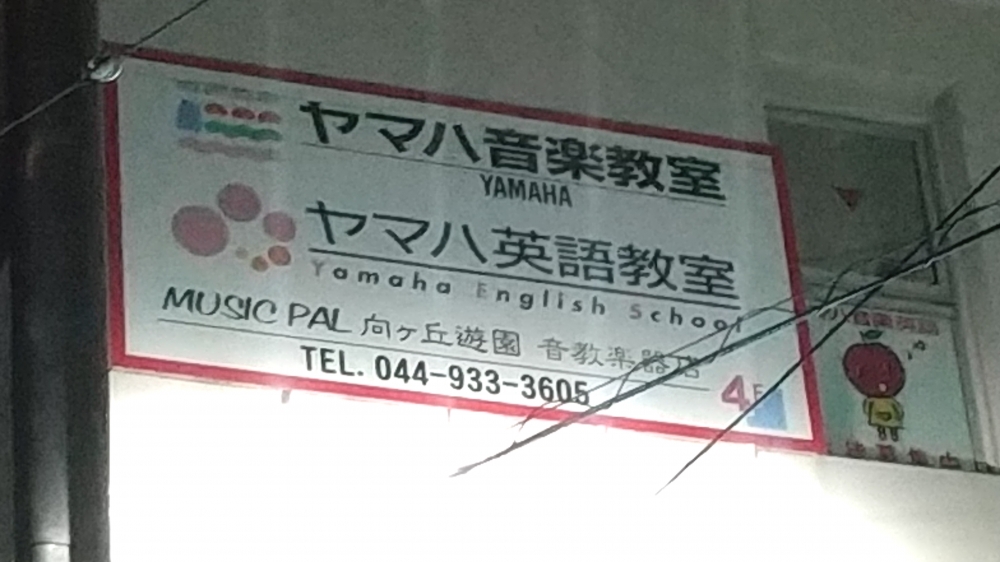 ヤマハ音楽教室
YAMAHA
ヤマハ英語教室
Yamaha English School
MUSIC PAL 向ヶ丘遊園 音教楽器店
TEL. 044-933-3605
4F